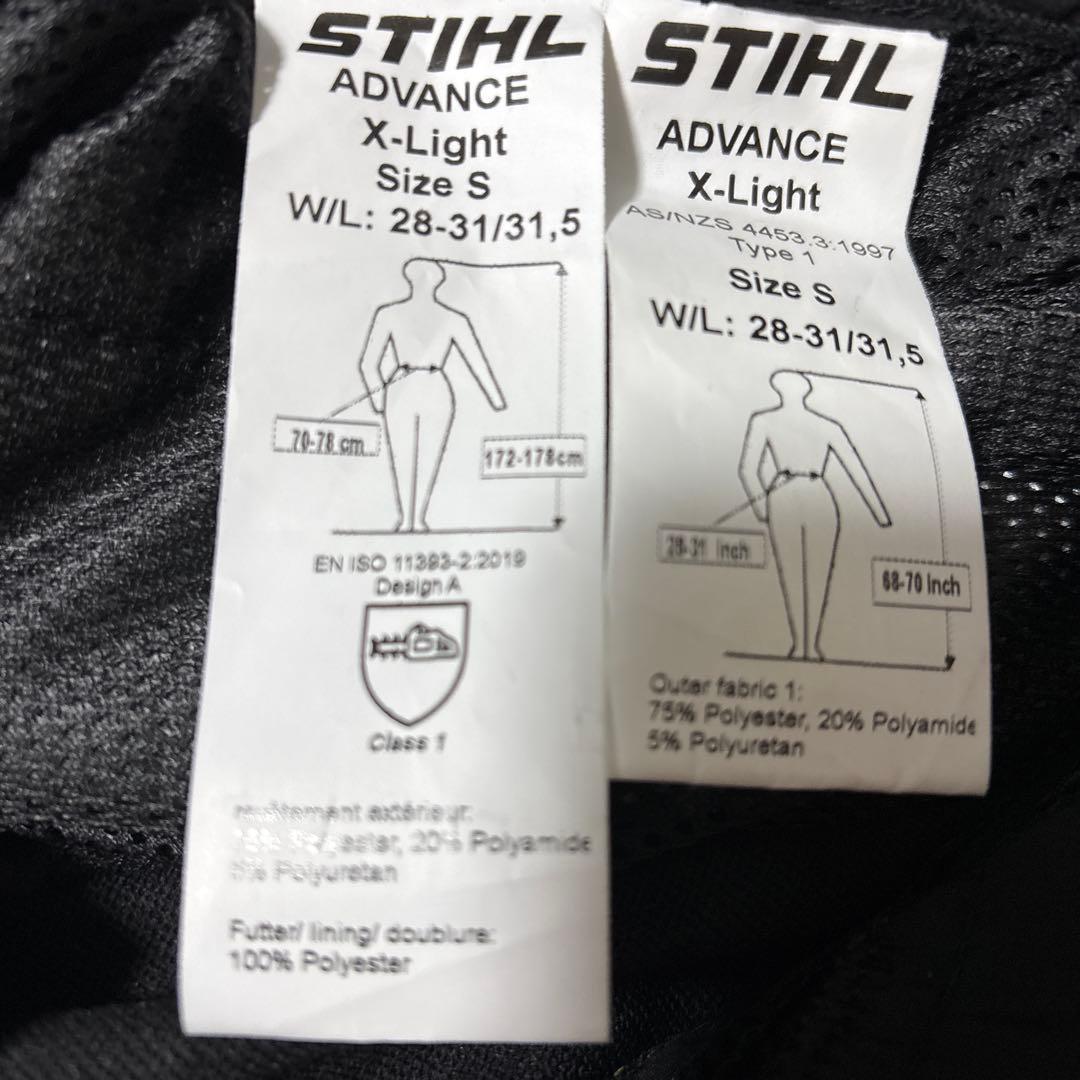 STIHL
ADVANCE
X-Light
Size S
W/L: 28-31/31,5
70-78 cm
172-178cm
EN ISO 11393-2:2019
Design A
Class 1
extérieur:
Polyester, 20% Polyamide
5% Polyuretan
Futter/ lining/ doublure:
100% Polyester
STIHL
ADVANCE
X-Light
AS/NZS 4453.3:1997
Type 1
Size S
W/L: 28-31/31,5
28-31 inch
68-70 inch
Outer fabric 1:
75% Polyester, 20% Polyamide
5% Polyuretan